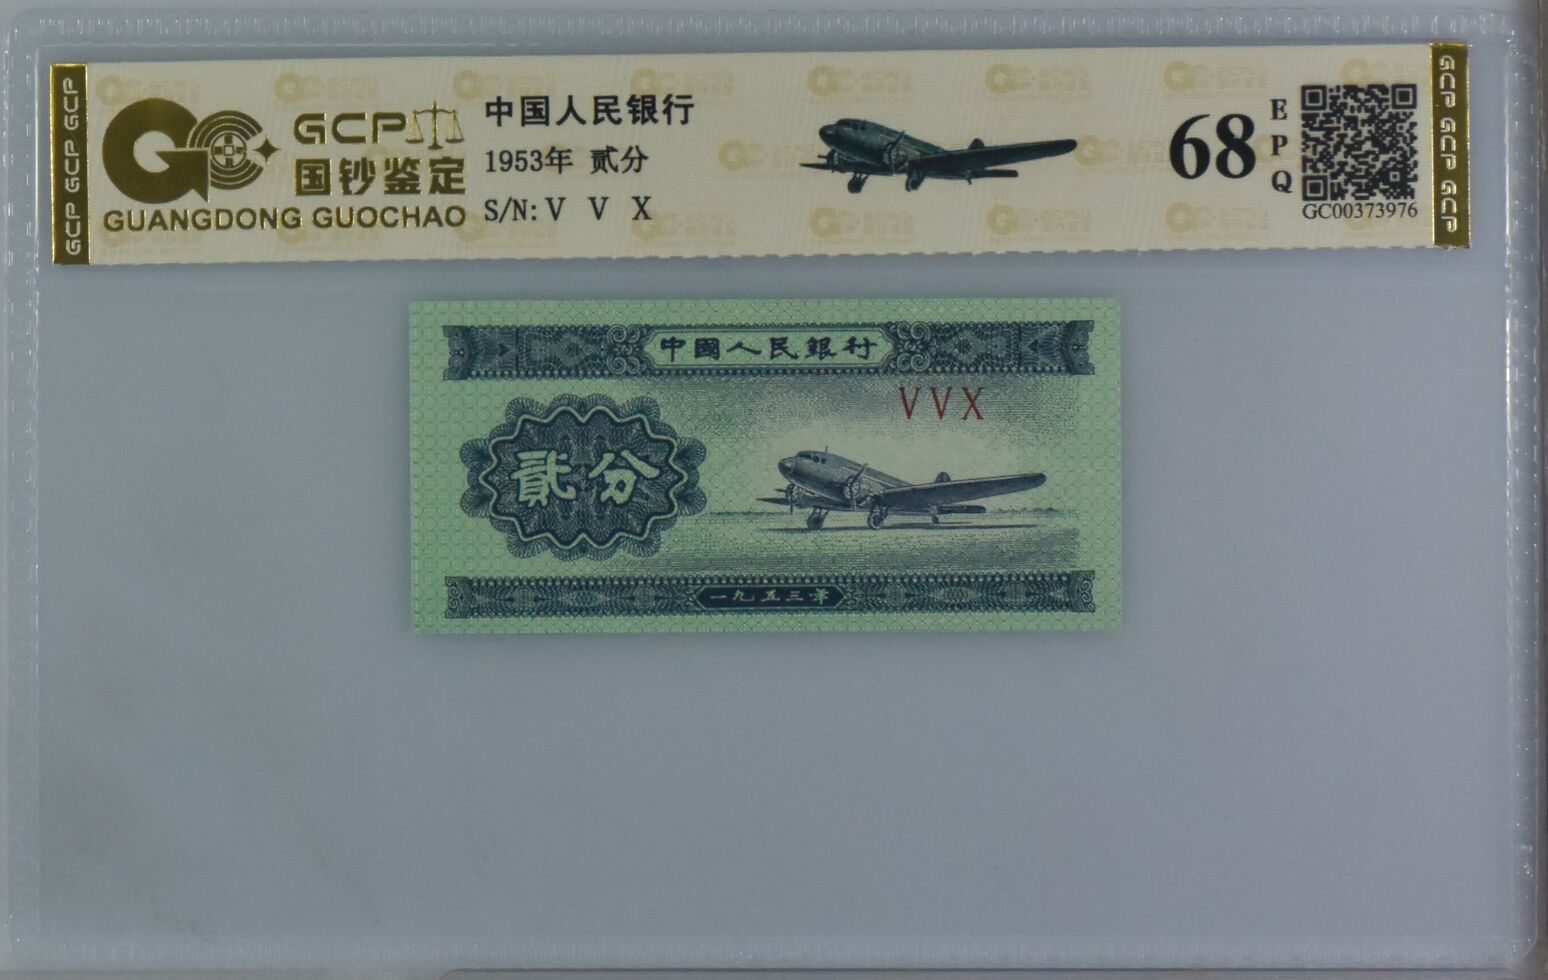 GCP GCP GCP
GCP
国钞鉴定
GUANGDONG GUOCHAO
中国人民银行
1953年 贰分
S/N: V V X
68
EPQ
GC00373976
GCP GCP GCP
中國人民銀行
VVX
貳分
一九五三年